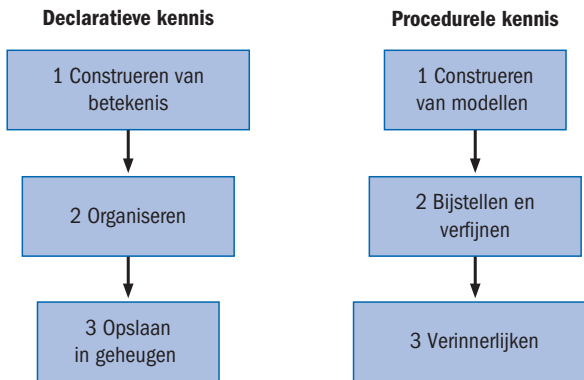 Declaratieve kennis
1 Construeren van
betekenis
2 Organiseren
3 Opslaan
in geheugen
Procedurele kennis
1 Construeren
van modellen
2 Bijstellen en
verfijnen
3 Verinnerlijken